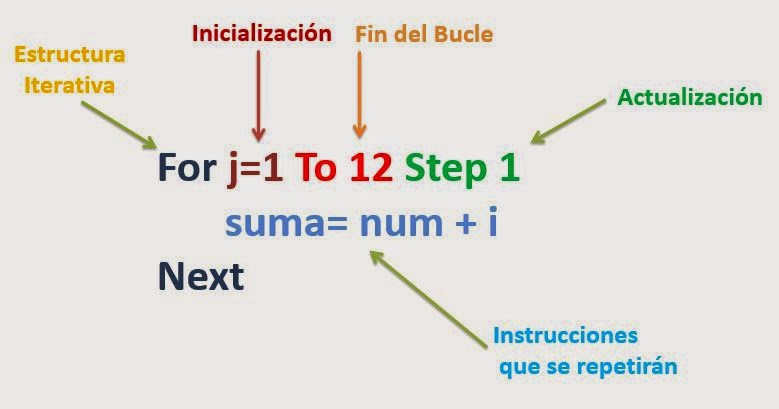 Inicialización
Fin del Bucle
Estructura
Iterativa
Actualización
For j=1 To 12 Step 1
suma= num + i
Next
Instrucciones
que se repetirán